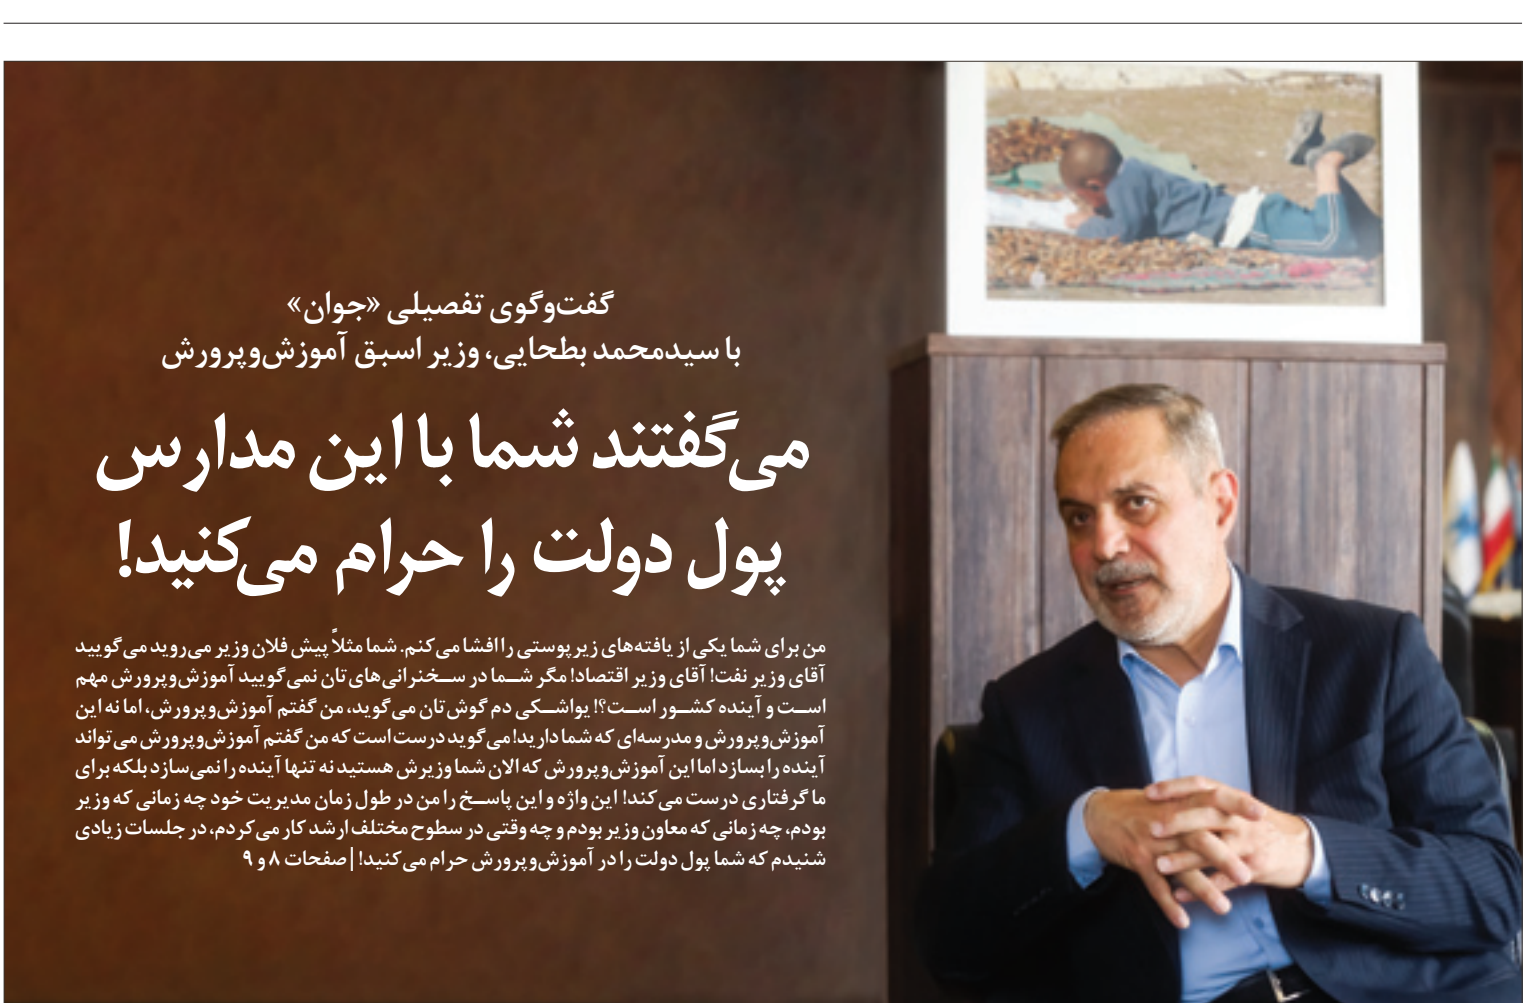 گفت‌وگوی تفصیلی «جوان»
با سیدمحمد بطحایی، وزیر اسبق آموزش‌وپرورش
می‌گفتند شما با این مدارس
پول دولت را حرام می‌کنید!
من برای شما یکی از یافته‌های زیرپوستی را افشا می‌کنم. شما مثلاً پیش فلان وزیر می‌روید می‌گویید
آقای وزیر نفت! آقای وزیر اقتصاد! مگر شما در سخنرانی‌های‌تان نمی‌گویید آموزش‌وپرورش مهم
است و آینده کشور است؟! یواشکی دم گوش‌تان می‌گوید، من گفتم آموزش‌وپرورش، اما نه این
آموزش‌وپرورش و مدرسه‌ای که شما دارید! می‌گوید درست است که من گفتم آموزش‌وپرورش می‌تواند
آینده را بسازد اما این آموزش‌وپرورش که الان شما وزیرش هستید نه تنها آینده را نمی‌سازد بلکه برای
ما گرفتاری درست می‌کند! این واژه و این پاسخ را من در طول زمان مدیریت خود چه زمانی که وزیر
بودم، چه زمانی که معاون وزیر بودم و چه وقتی در سطوح مختلف ارشد کار می‌کردم، در جلسات زیادی
شنیدم که شما پول دولت را در آموزش‌وپرورش حرام می‌کنید! | صفحات ۸ و ۹